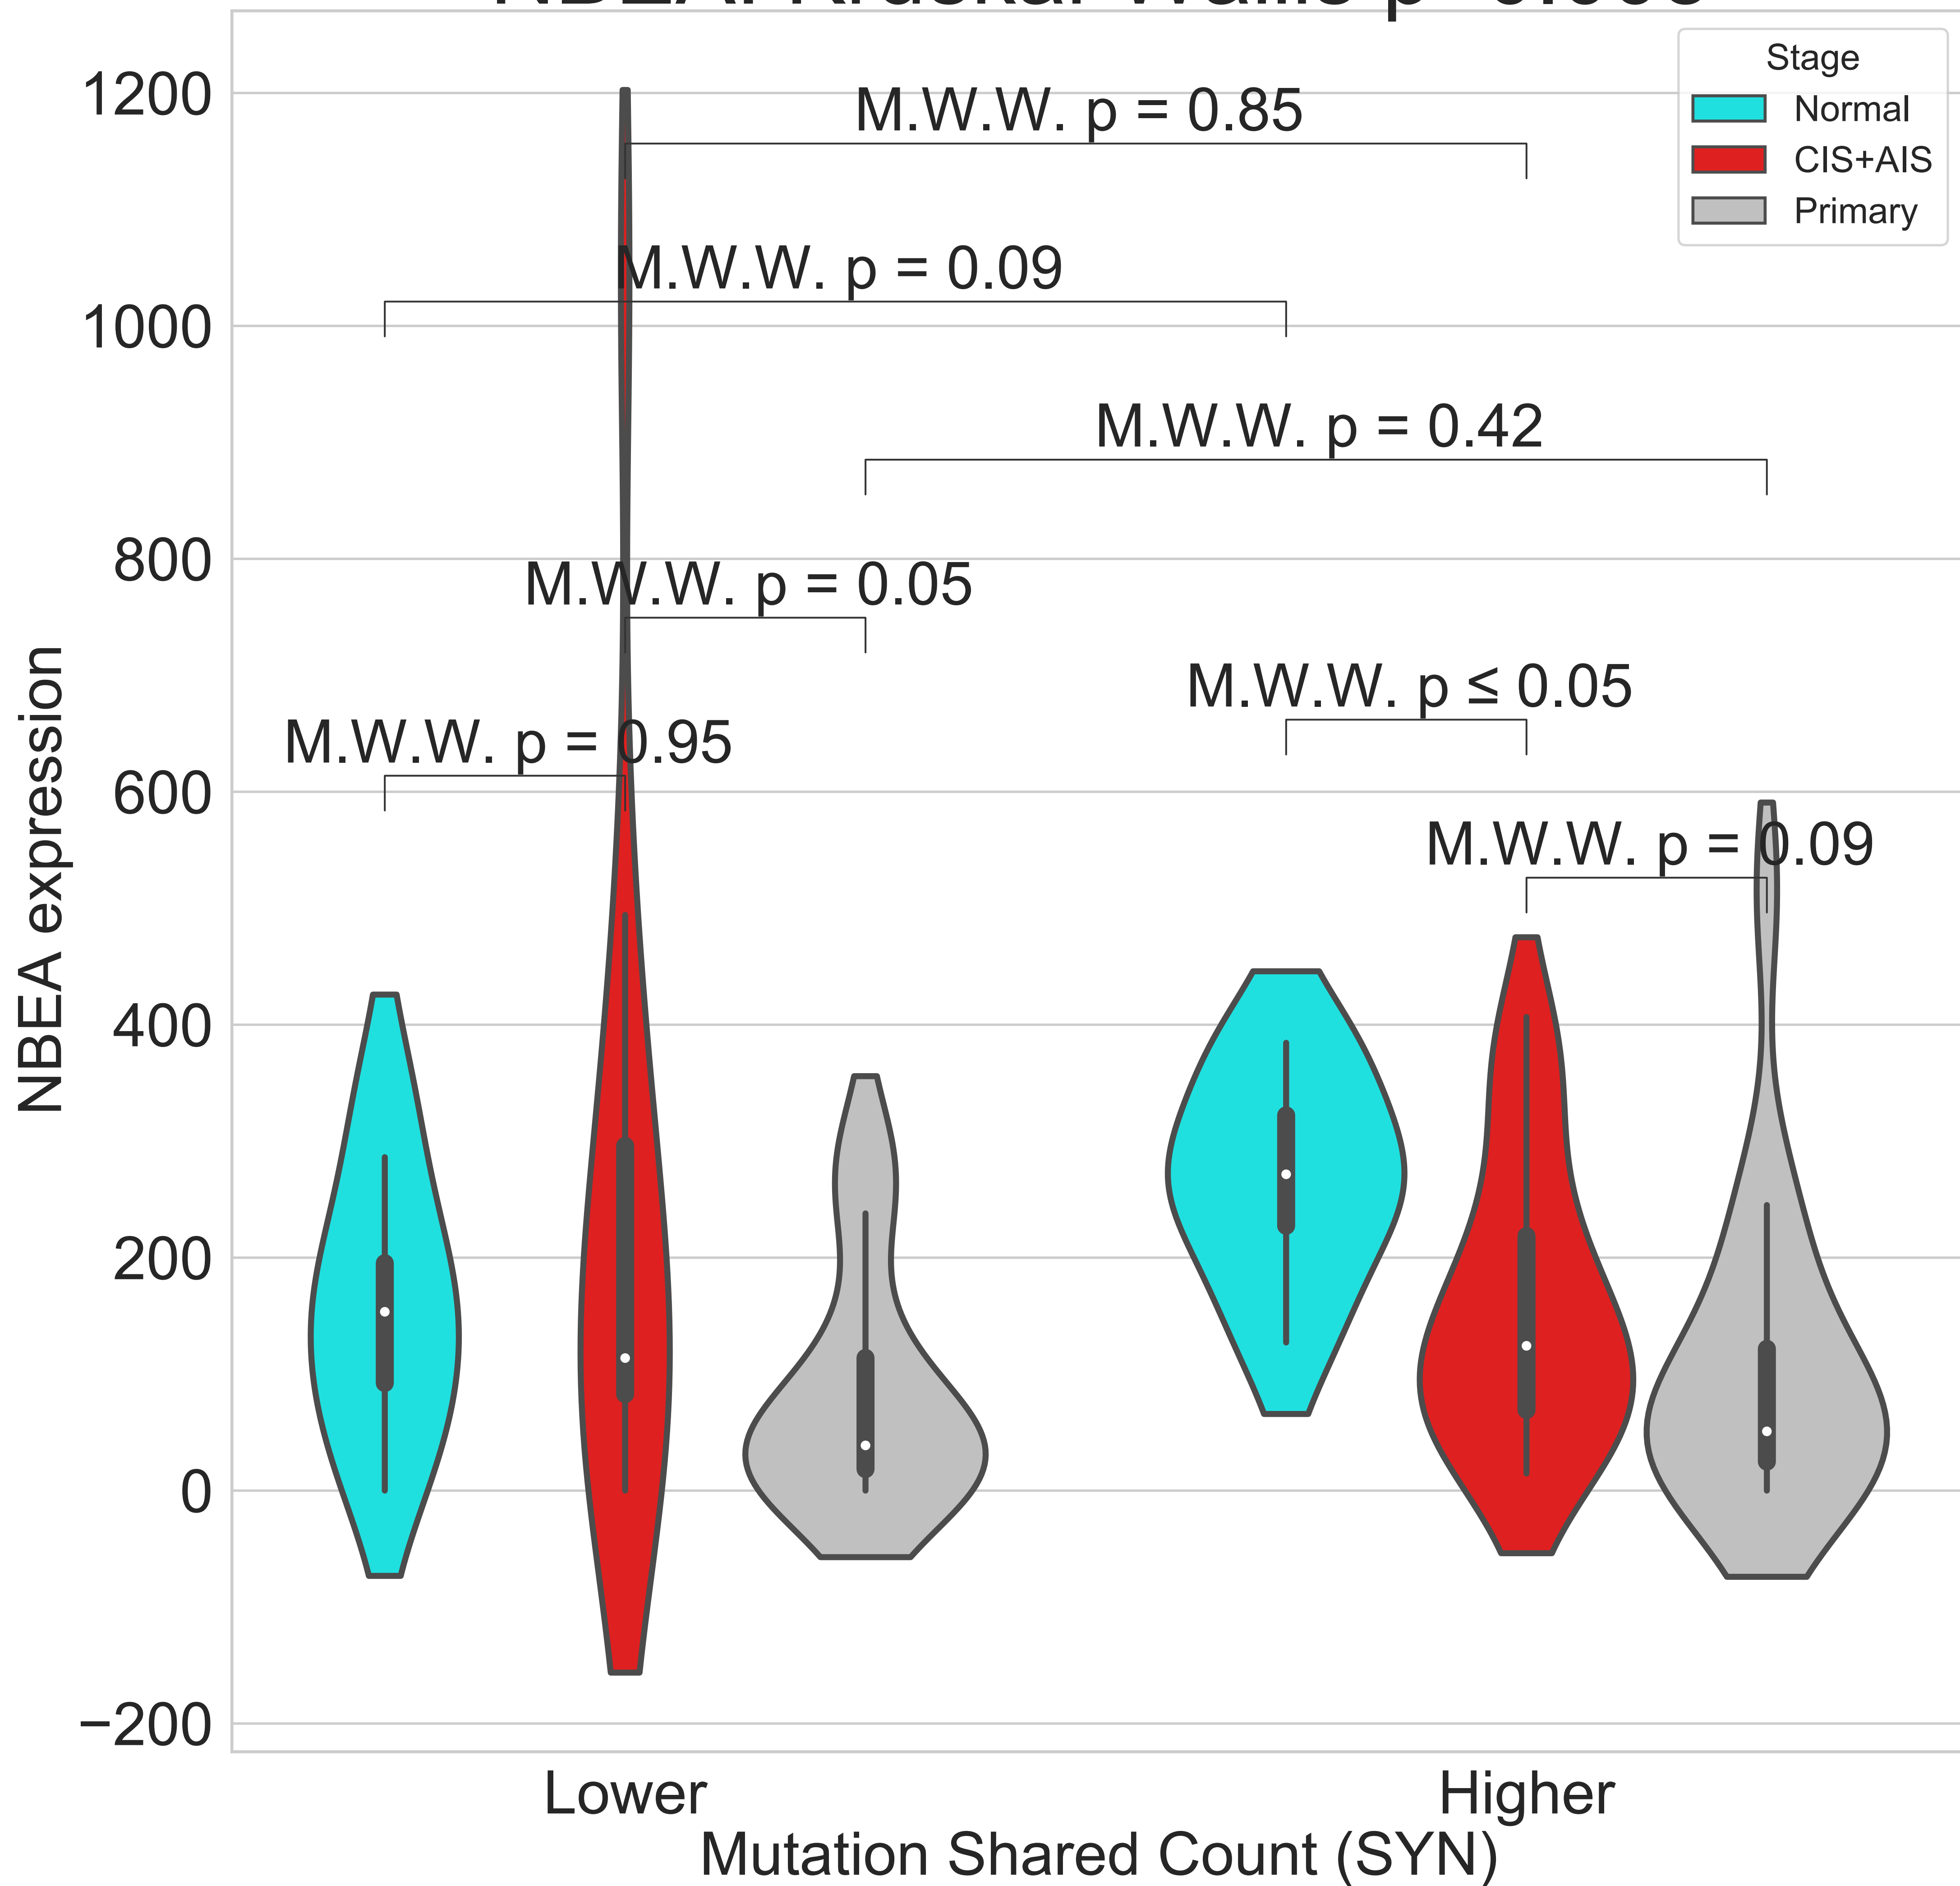 Stage
Normal
CIS+AIS
Primary
1200
1000
800
600
400
200
0
−200
NBEA expression
M.W.W. p = 0.85
M.W.W. p = 0.09
M.W.W. p = 0.42
M.W.W. p = 0.05
M.W.W. p ≤ 0.05
M.W.W. p = 0.95
M.W.W. p = 0.09
Lower
Higher
Mutation Shared Count (SYN)